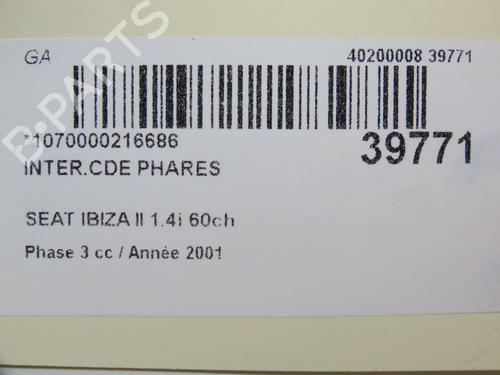 GA
40200008 39771
*1070000216686
39771
INTER.CDE PHARES
SEAT IBIZA II 1.4i 60ch
Phase 3 cc / Année 2001
B-PARTS